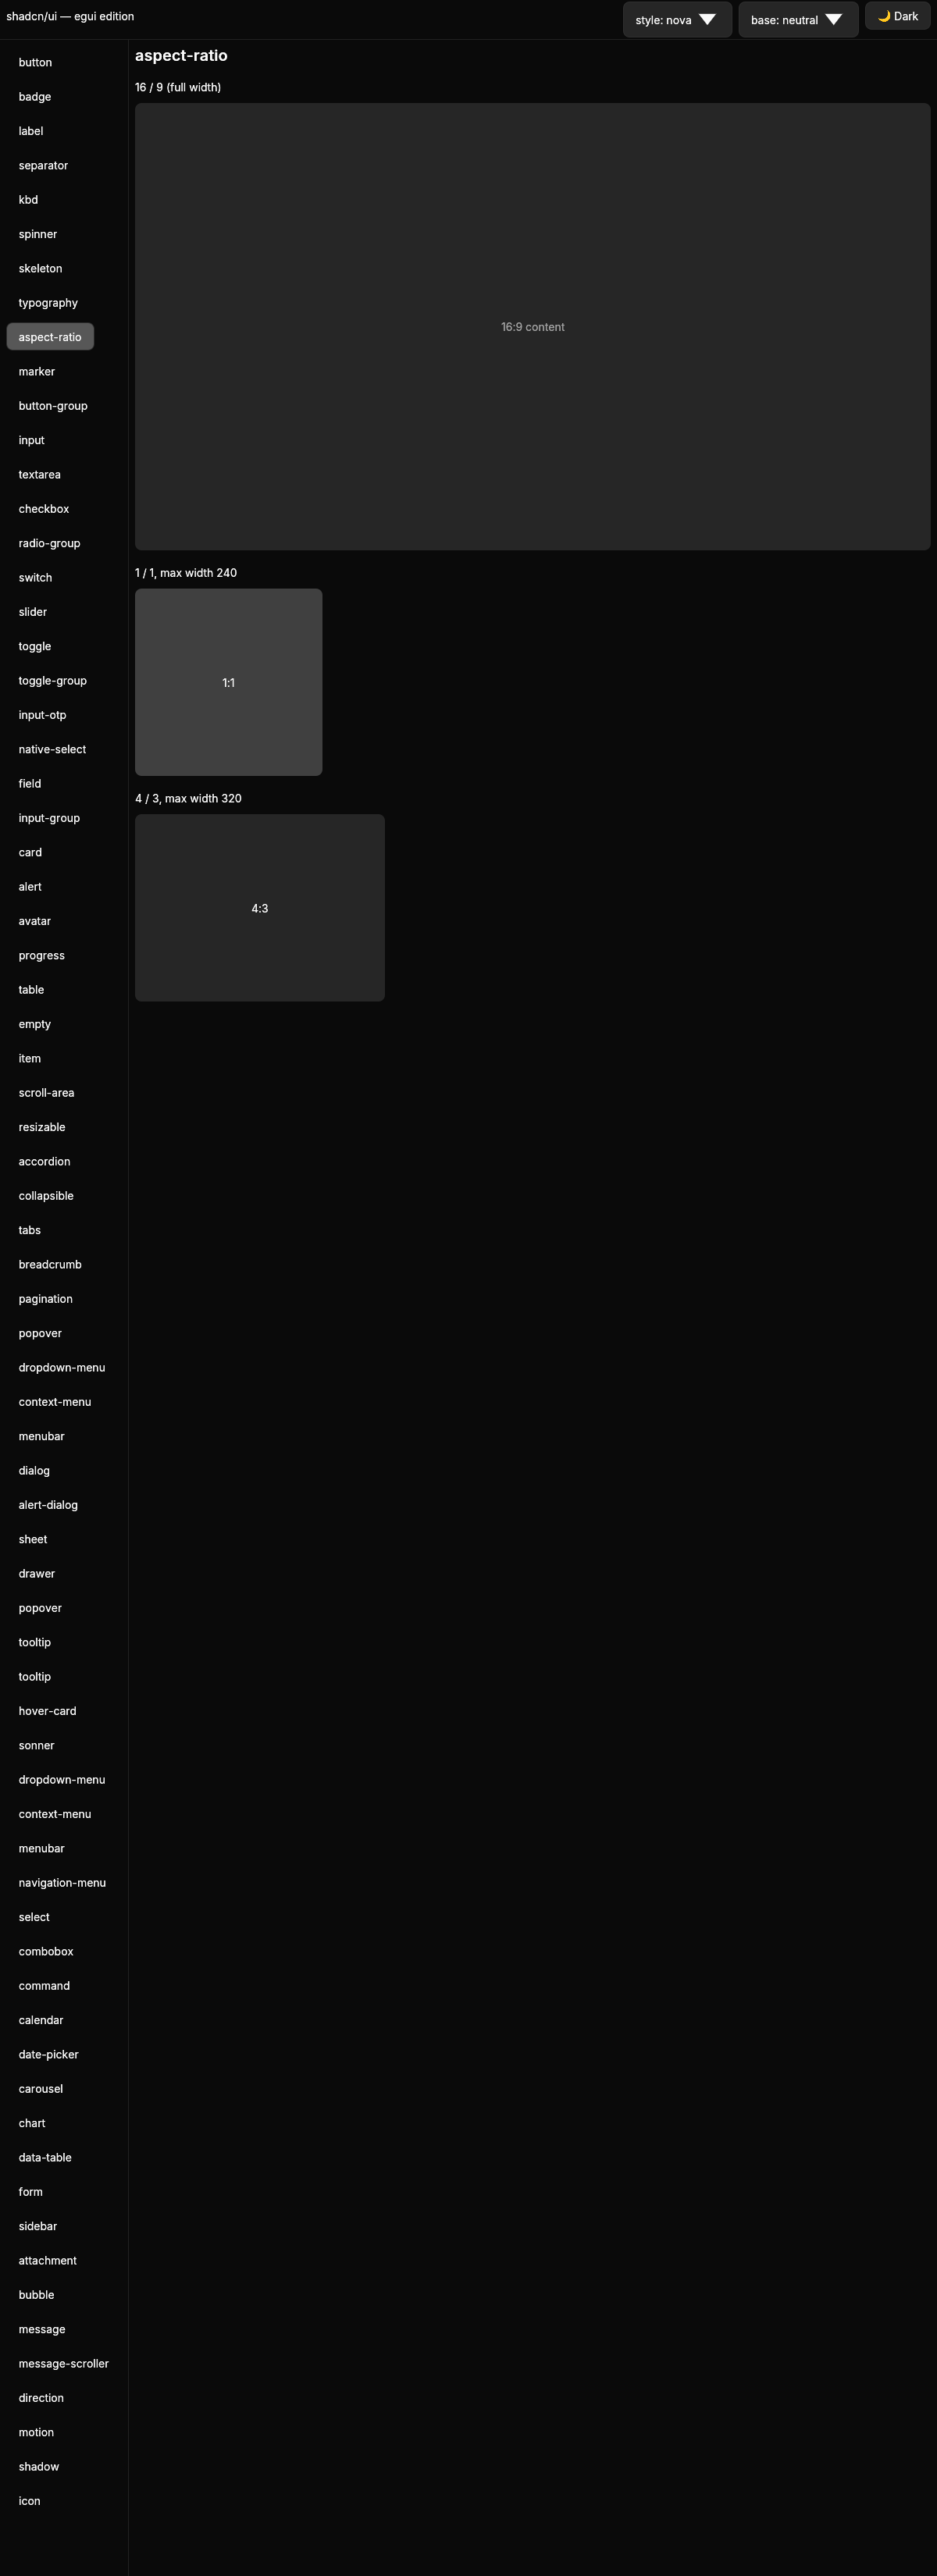 shadcn/ui — egui edition
style: nova
base: neutral
🌙 Dark
button
badge
label
separator
kbd
spinner
skeleton
typography
aspect-ratio
marker
button-group
input
textarea
checkbox
radio-group
switch
slider
toggle
toggle-group
input-otp
native-select
field
input-group
card
alert
avatar
progress
table
empty
item
scroll-area
resizable
accordion
collapsible
tabs
breadcrumb
pagination
popover
dropdown-menu
context-menu
menubar
dialog
alert-dialog
sheet
drawer
popover
tooltip
tooltip
hover-card
sonner
dropdown-menu
context-menu
menubar
navigation-menu
select
combobox
command
calendar
date-picker
carousel
chart
data-table
form
sidebar
attachment
bubble
message
message-scroller
direction
motion
shadow
icon
aspect-ratio
16 / 9 (full width)
16:9 content
1 / 1, max width 240
1:1
4 / 3, max width 320
4:3